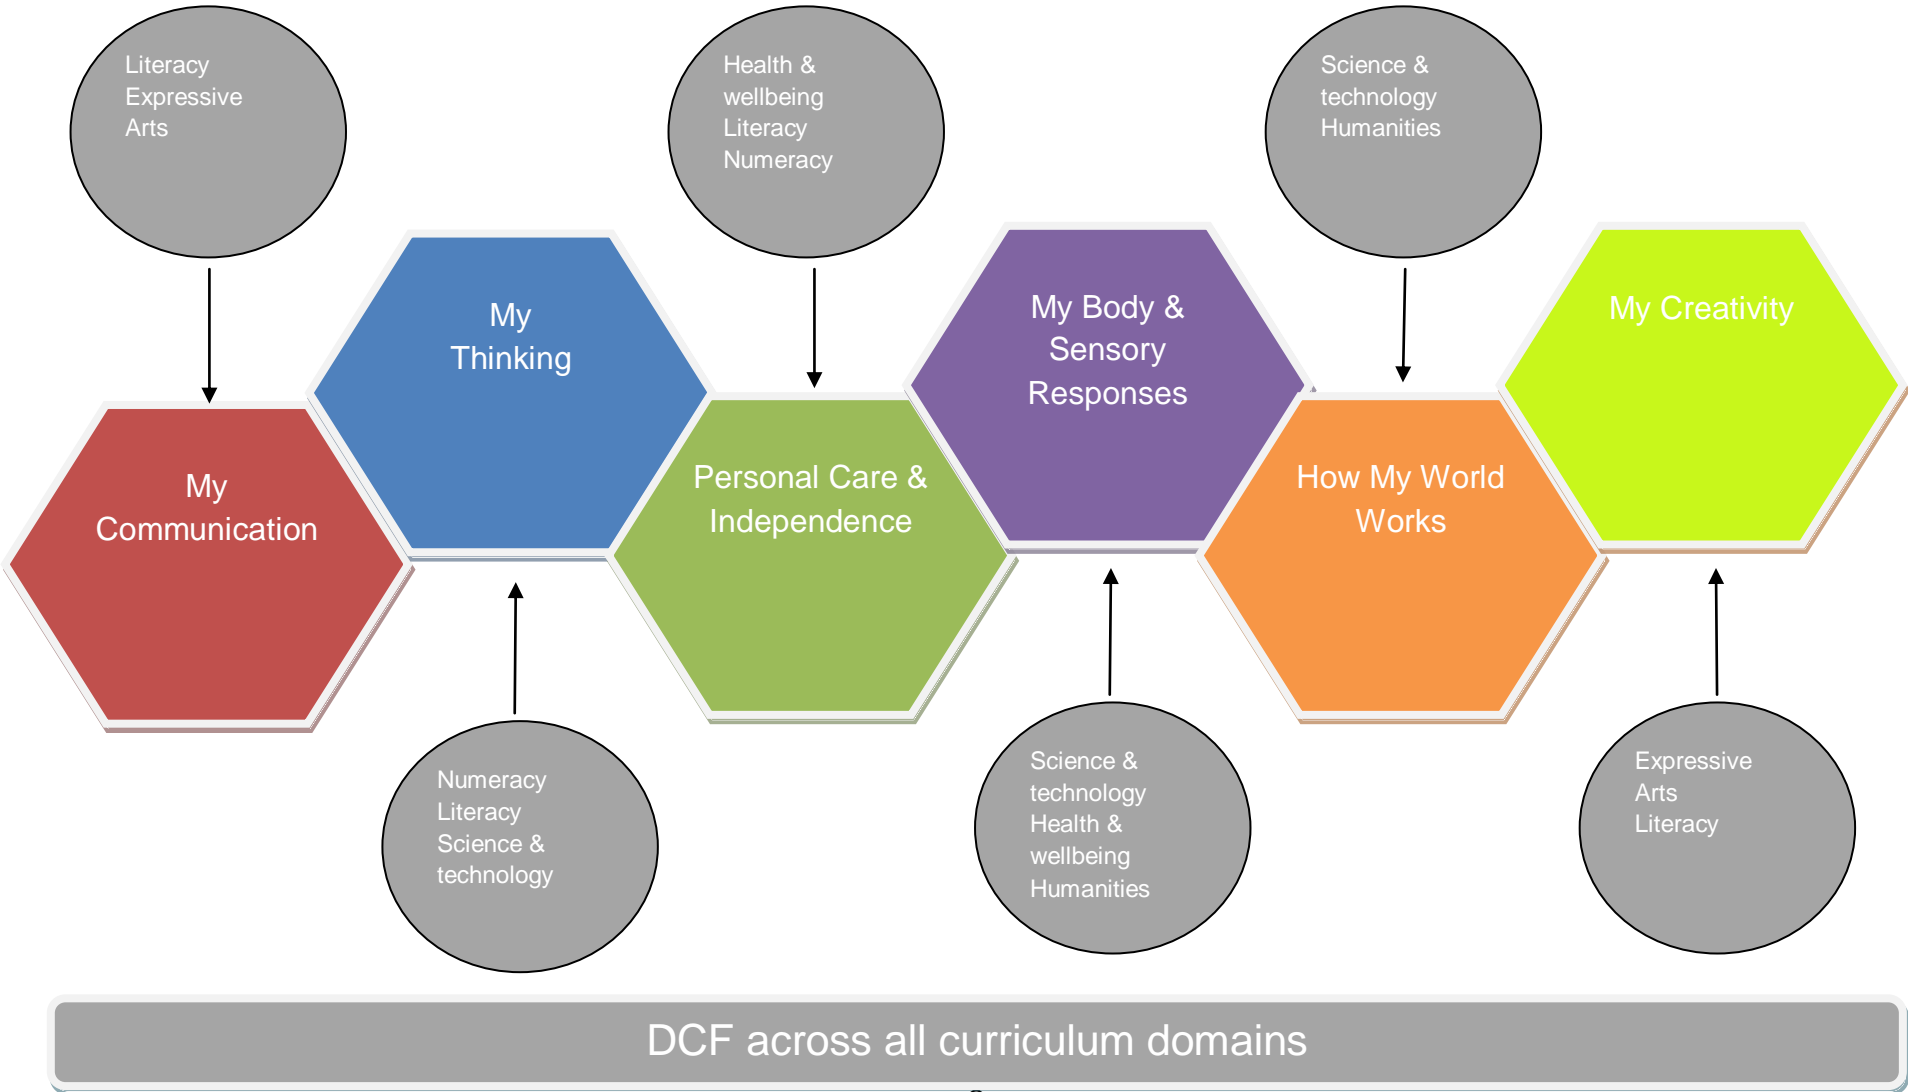 Literacy
Expressive
Arts
Health &
wellbeing
Literacy
Numeracy
Science &
technology
Humanities
My
Thinking
My Body &
Sensory
Responses
My Creativity
My
Communication
Personal Care &
Independence
How My World
Works
Numeracy
Literacy
Science &
technology
Science &
technology
Health &
wellbeing
Humanities
Expressive
Arts
Literacy
DCF across all curriculum domains